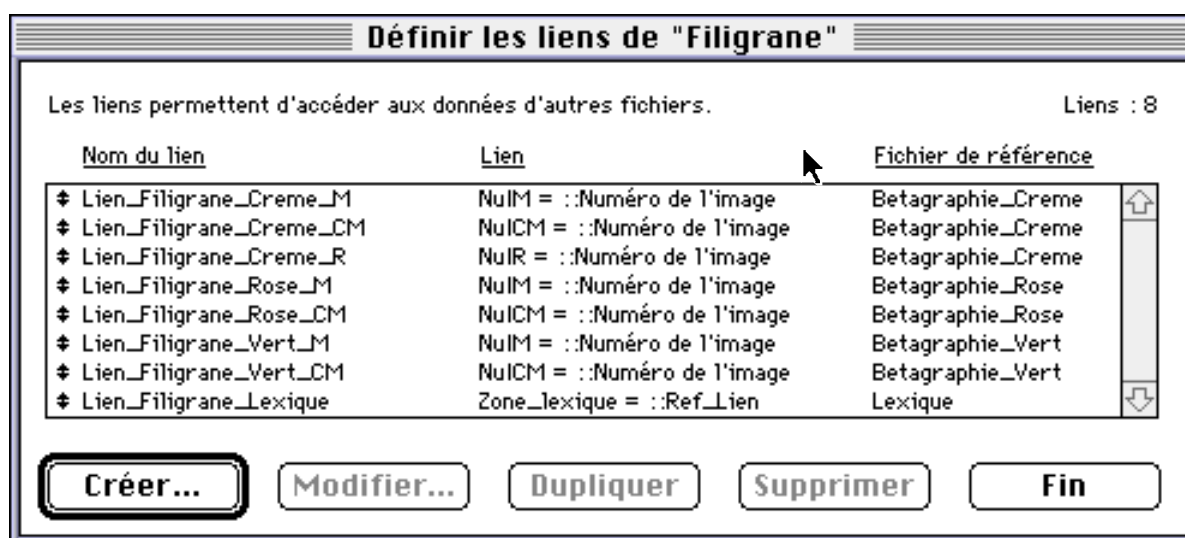 Définir les liens de "Filigrane"
Les liens permettent d'accéder aux données d'autres fichiers. Liens : 8
Nom du lien Lien Fichier de référence
Lien_Filigrane_Creme_M NuIM = ::Numéro de l'image Betagraphie_Creme
Lien_Filigrane_Creme_CM NuICM = ::Numéro de l'image Betagraphie_Creme
Lien_Filigrane_Creme_R NuIR = ::Numéro de l'image Betagraphie_Creme
Lien_Filigrane_Rose_M NuIM = ::Numéro de l'image Betagraphie_Rose
Lien_Filigrane_Rose_CM NuICM = ::Numéro de l'image Betagraphie_Rose
Lien_Filigrane_Vert_M NuIM = ::Numéro de l'image Betagraphie_Vert
Lien_Filigrane_Vert_CM NuICM = ::Numéro de l'image Betagraphie_Vert
Lien_Filigrane_Lexique Zone_lexique = ::Ref_Lien Lexique
Créer... Modifier... Dupliquer Supprimer Fin